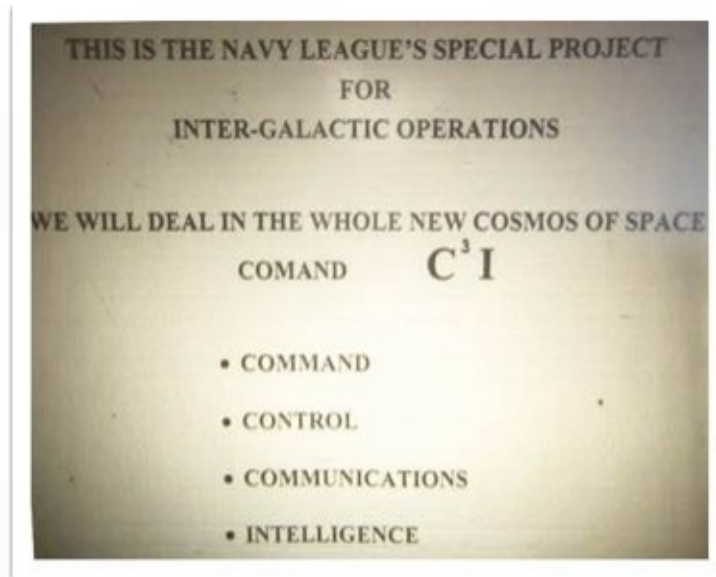 THIS IS THE NAVY LEAGUE'S SPECIAL PROJECT
FOR
INTER-GALACTIC OPERATIONS
WE WILL DEAL IN THE WHOLE NEW COSMOS OF SPACE
COMAND C³I
• COMMAND
• CONTROL
• COMMUNICATIONS
• INTELLIGENCE